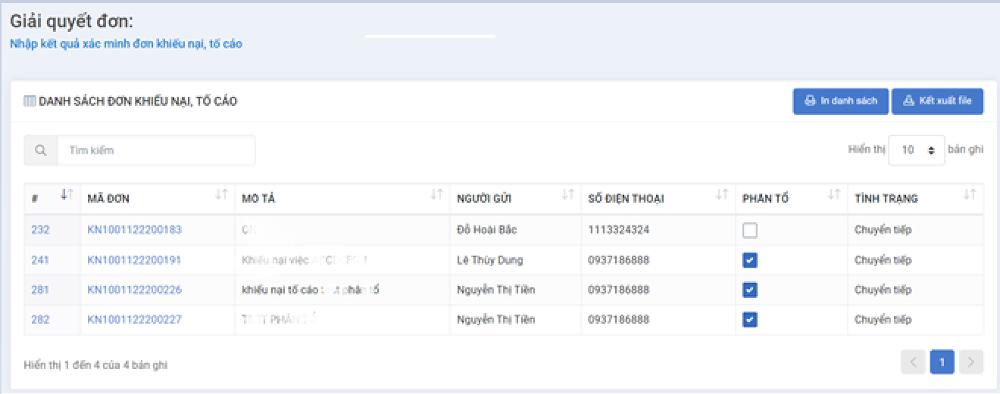 Giải quyết đơn:
Nhập kết quả xác minh đơn khiếu nại, tố cáo
DANH SÁCH ĐƠN KHIẾU NẠI, TỐ CÁO
In danh sách
Kết xuất file
Tìm kiếm
Hiển thị 10 bản ghi
# MÃ ĐƠN MÔ TẢ NGƯỜI GỬI SỐ ĐIỆN THOẠI PHẢN TỐ TÌNH TRẠNG
232 KN1001122200183 Đỗ Hoài Bắc 1113324324 Chuyển tiếp
241 KN1001122200191 Khiếu nại việc Lê Thùy Dung 0937186888 Chuyển tiếp
281 KN1001122200226 khiếu nại tố cáo phản tố Nguyễn Thị Tiền 0937186888 Chuyển tiếp
282 KN1001122200227 TEST PHẢN TỐ Nguyễn Thị Tiền 0937186888 Chuyển tiếp
Hiển thị 1 đến 4 của 4 bản ghi
1